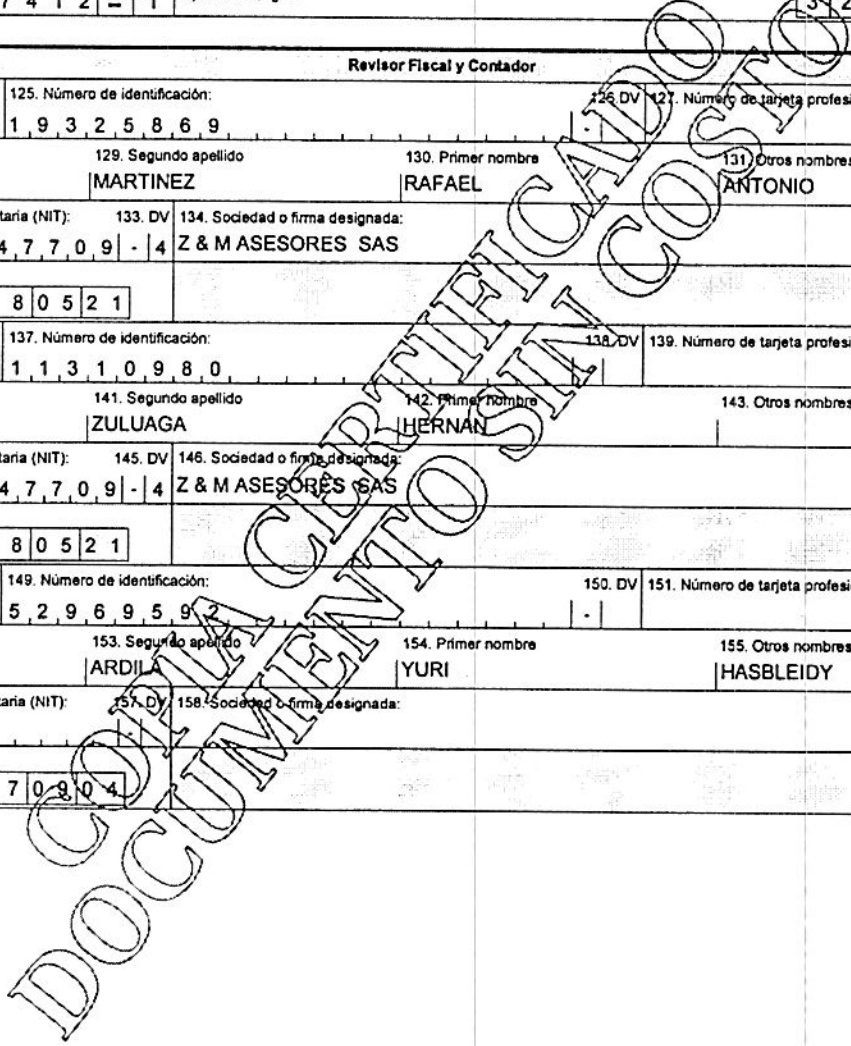 7 4 1 2 - 1
3 2
Revisor Fiscal y Contador
125. Número de identificación: 126. DV 127. Número de tarjeta profesi
1 9 3 2 5 8 6 9 -
129. Segundo apellido 130. Primer nombre 131. Otros nombres
MARTINEZ RAFAEL ANTONIO
taria (NIT): 133. DV 134. Sociedad o firma designada:
4 7 7 0 9 - 4 Z & M ASESORES SAS
8 0 5 2 1
137. Número de identificación: 138. DV 139. Número de tarjeta profesi
1 1 3 1 0 9 8 0
141. Segundo apellido 142. Primer nombre 143. Otros nombres
ZULUAGA HERNAN
taria (NIT): 145. DV 146. Sociedad o firma designada:
4 7 7 0 9 - 4 Z & M ASESORES SAS
8 0 5 2 1
149. Número de identificación: 150. DV 151. Número de tarjeta profesi
5 2 9 6 9 5 9 2 -
153. Segundo apellido 154. Primer nombre 155. Otros nombres
ARDILA YURI HASBLEIDY
taria (NIT): 157. DV 158. Sociedad o firma designada:
-
7 0 9 0 4
COPIA CERTIFICADO
DOCUMENTO SIN COSTO